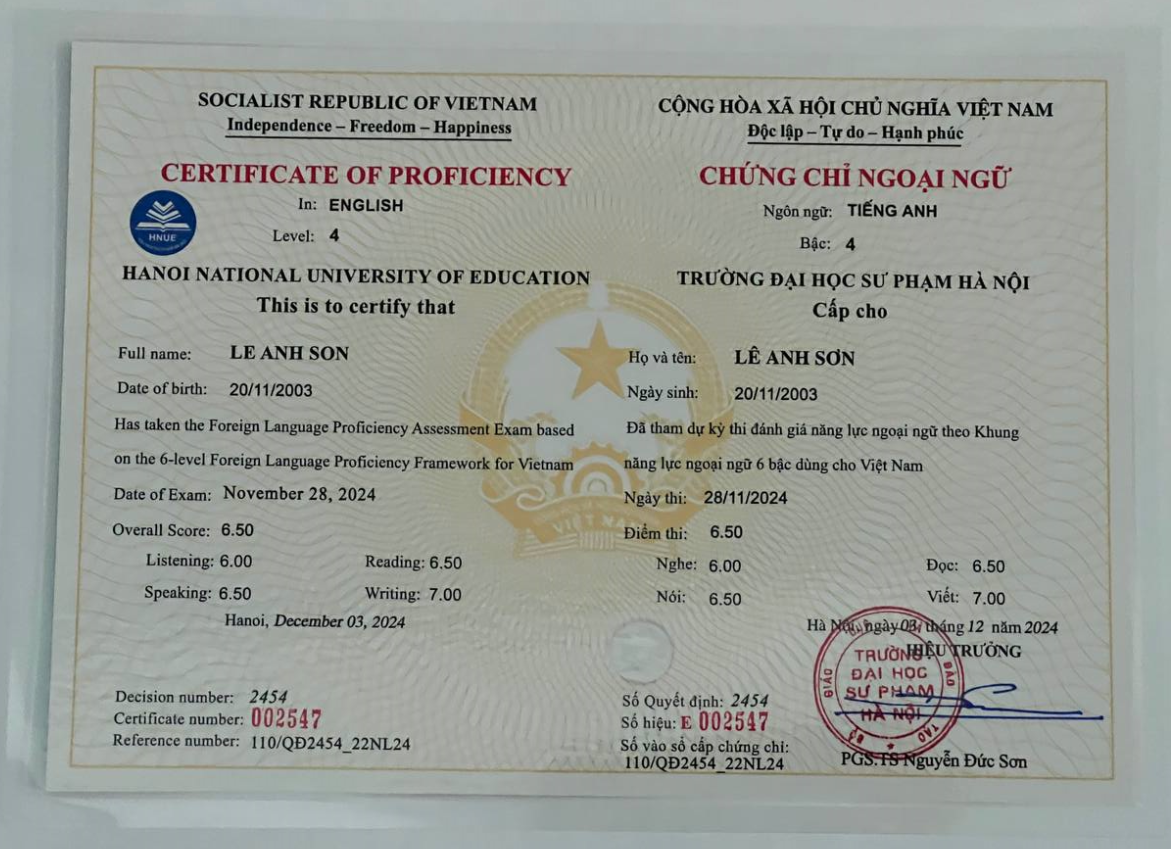 SOCIALIST REPUBLIC OF VIETNAM
Independence – Freedom – Happiness
CERTIFICATE OF PROFICIENCY
In: ENGLISH
Level: 4
HNUE
HANOI NATIONAL UNIVERSITY OF EDUCATION
This is to certify that
Full name: LE ANH SON
Date of birth: 20/11/2003
Has taken the Foreign Language Proficiency Assessment Exam based
on the 6-level Foreign Language Proficiency Framework for Vietnam
Date of Exam: November 28, 2024
Overall Score: 6.50
Listening: 6.00 Reading: 6.50
Speaking: 6.50 Writing: 7.00
Hanoi, December 03, 2024
Decision number: 2454
Certificate number: 002547
Reference number: 110/QĐ2454_22NL24
CỘNG HÒA XÃ HỘI CHỦ NGHĨA VIỆT NAM
Độc lập – Tự do – Hạnh phúc
CHỨNG CHỈ NGOẠI NGỮ
Ngôn ngữ: TIẾNG ANH
Bậc: 4
TRƯỜNG ĐẠI HỌC SƯ PHẠM HÀ NỘI
Cấp cho
Họ và tên: LÊ ANH SƠN
Ngày sinh: 20/11/2003
Đã tham dự kỳ thi đánh giá năng lực ngoại ngữ theo Khung
năng lực ngoại ngữ 6 bậc dùng cho Việt Nam
Ngày thi: 28/11/2024
Điểm thi: 6.50
Nghe: 6.00 Đọc: 6.50
Nói: 6.50 Viết: 7.00
Hà Nội, ngày 03 tháng 12 năm 2024
HIỆU TRƯỞNG
TRƯỜNG
ĐẠI HỌC
SƯ PHẠM
HÀ NỘI
GIÁO
ĐÀO
TẠO
BỘ
Số Quyết định: 2454
Số hiệu: E 002547
Số vào sổ cấp chứng chỉ:
110/QĐ2454_22NL24
PGS.TS Nguyễn Đức Sơn
VIỆT NAM